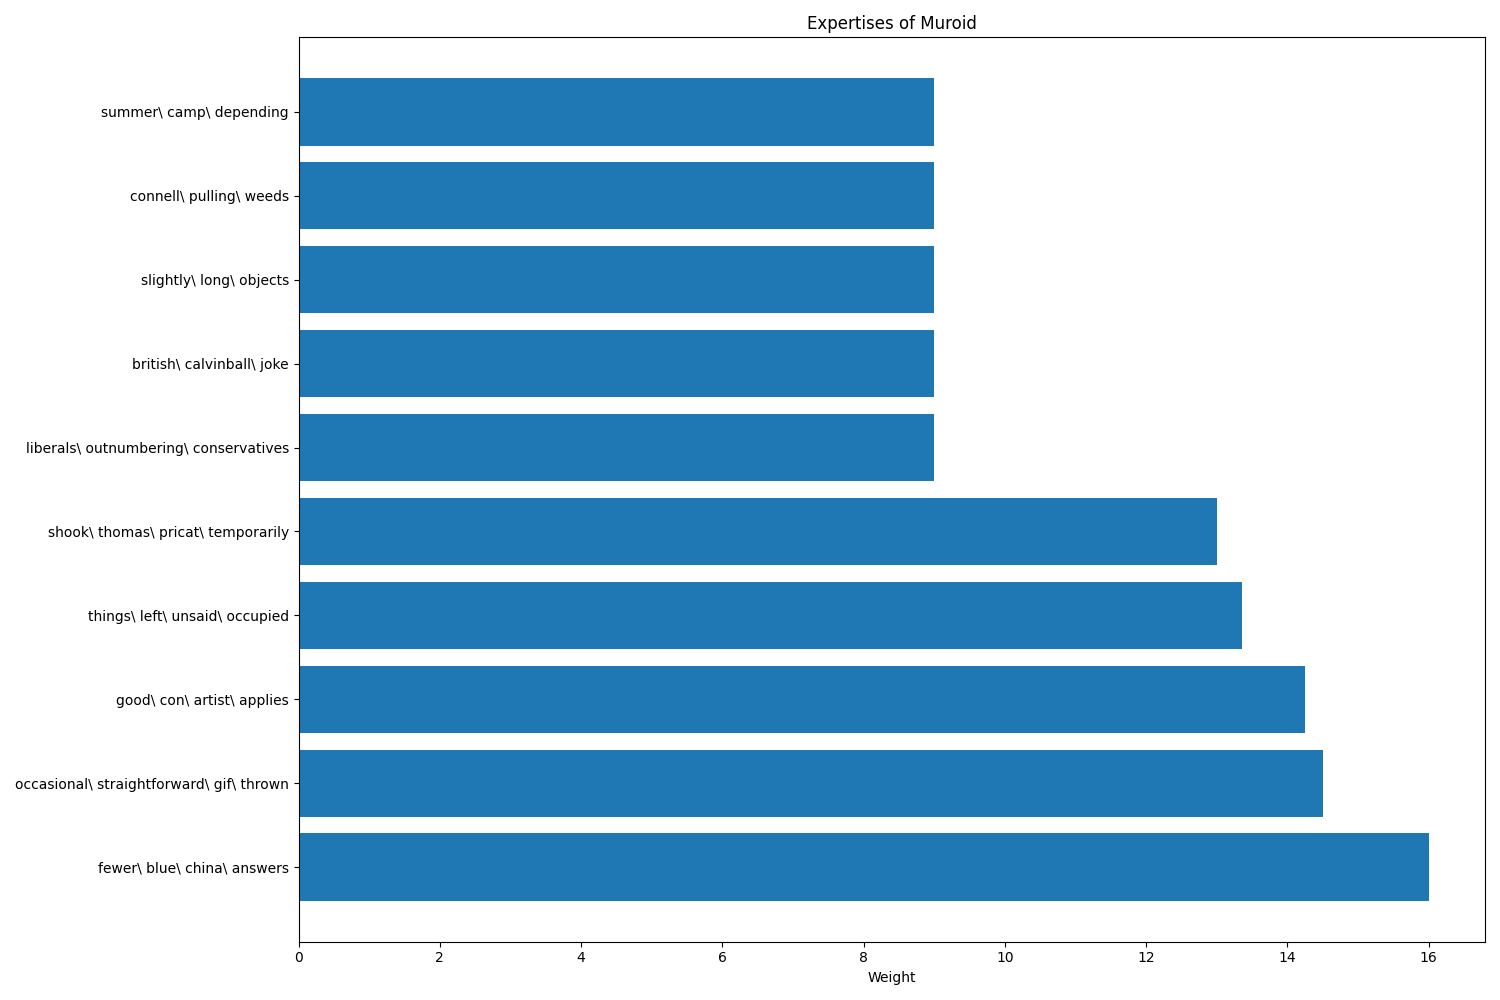 Expertises of Muroid
summer\ camp\ depending
connell\ pulling\ weeds
slightly\ long\ objects
british\ calvinball\ joke
liberals\ outnumbering\ conservatives
shook\ thomas\ pricat\ temporarily
things\ left\ unsaid\ occupied
good\ con\ artist\ applies
occasional\ straightforward\ gif\ thrown
fewer\ blue\ china\ answers
0 2 4 6 8 10 12 14 16
Weight